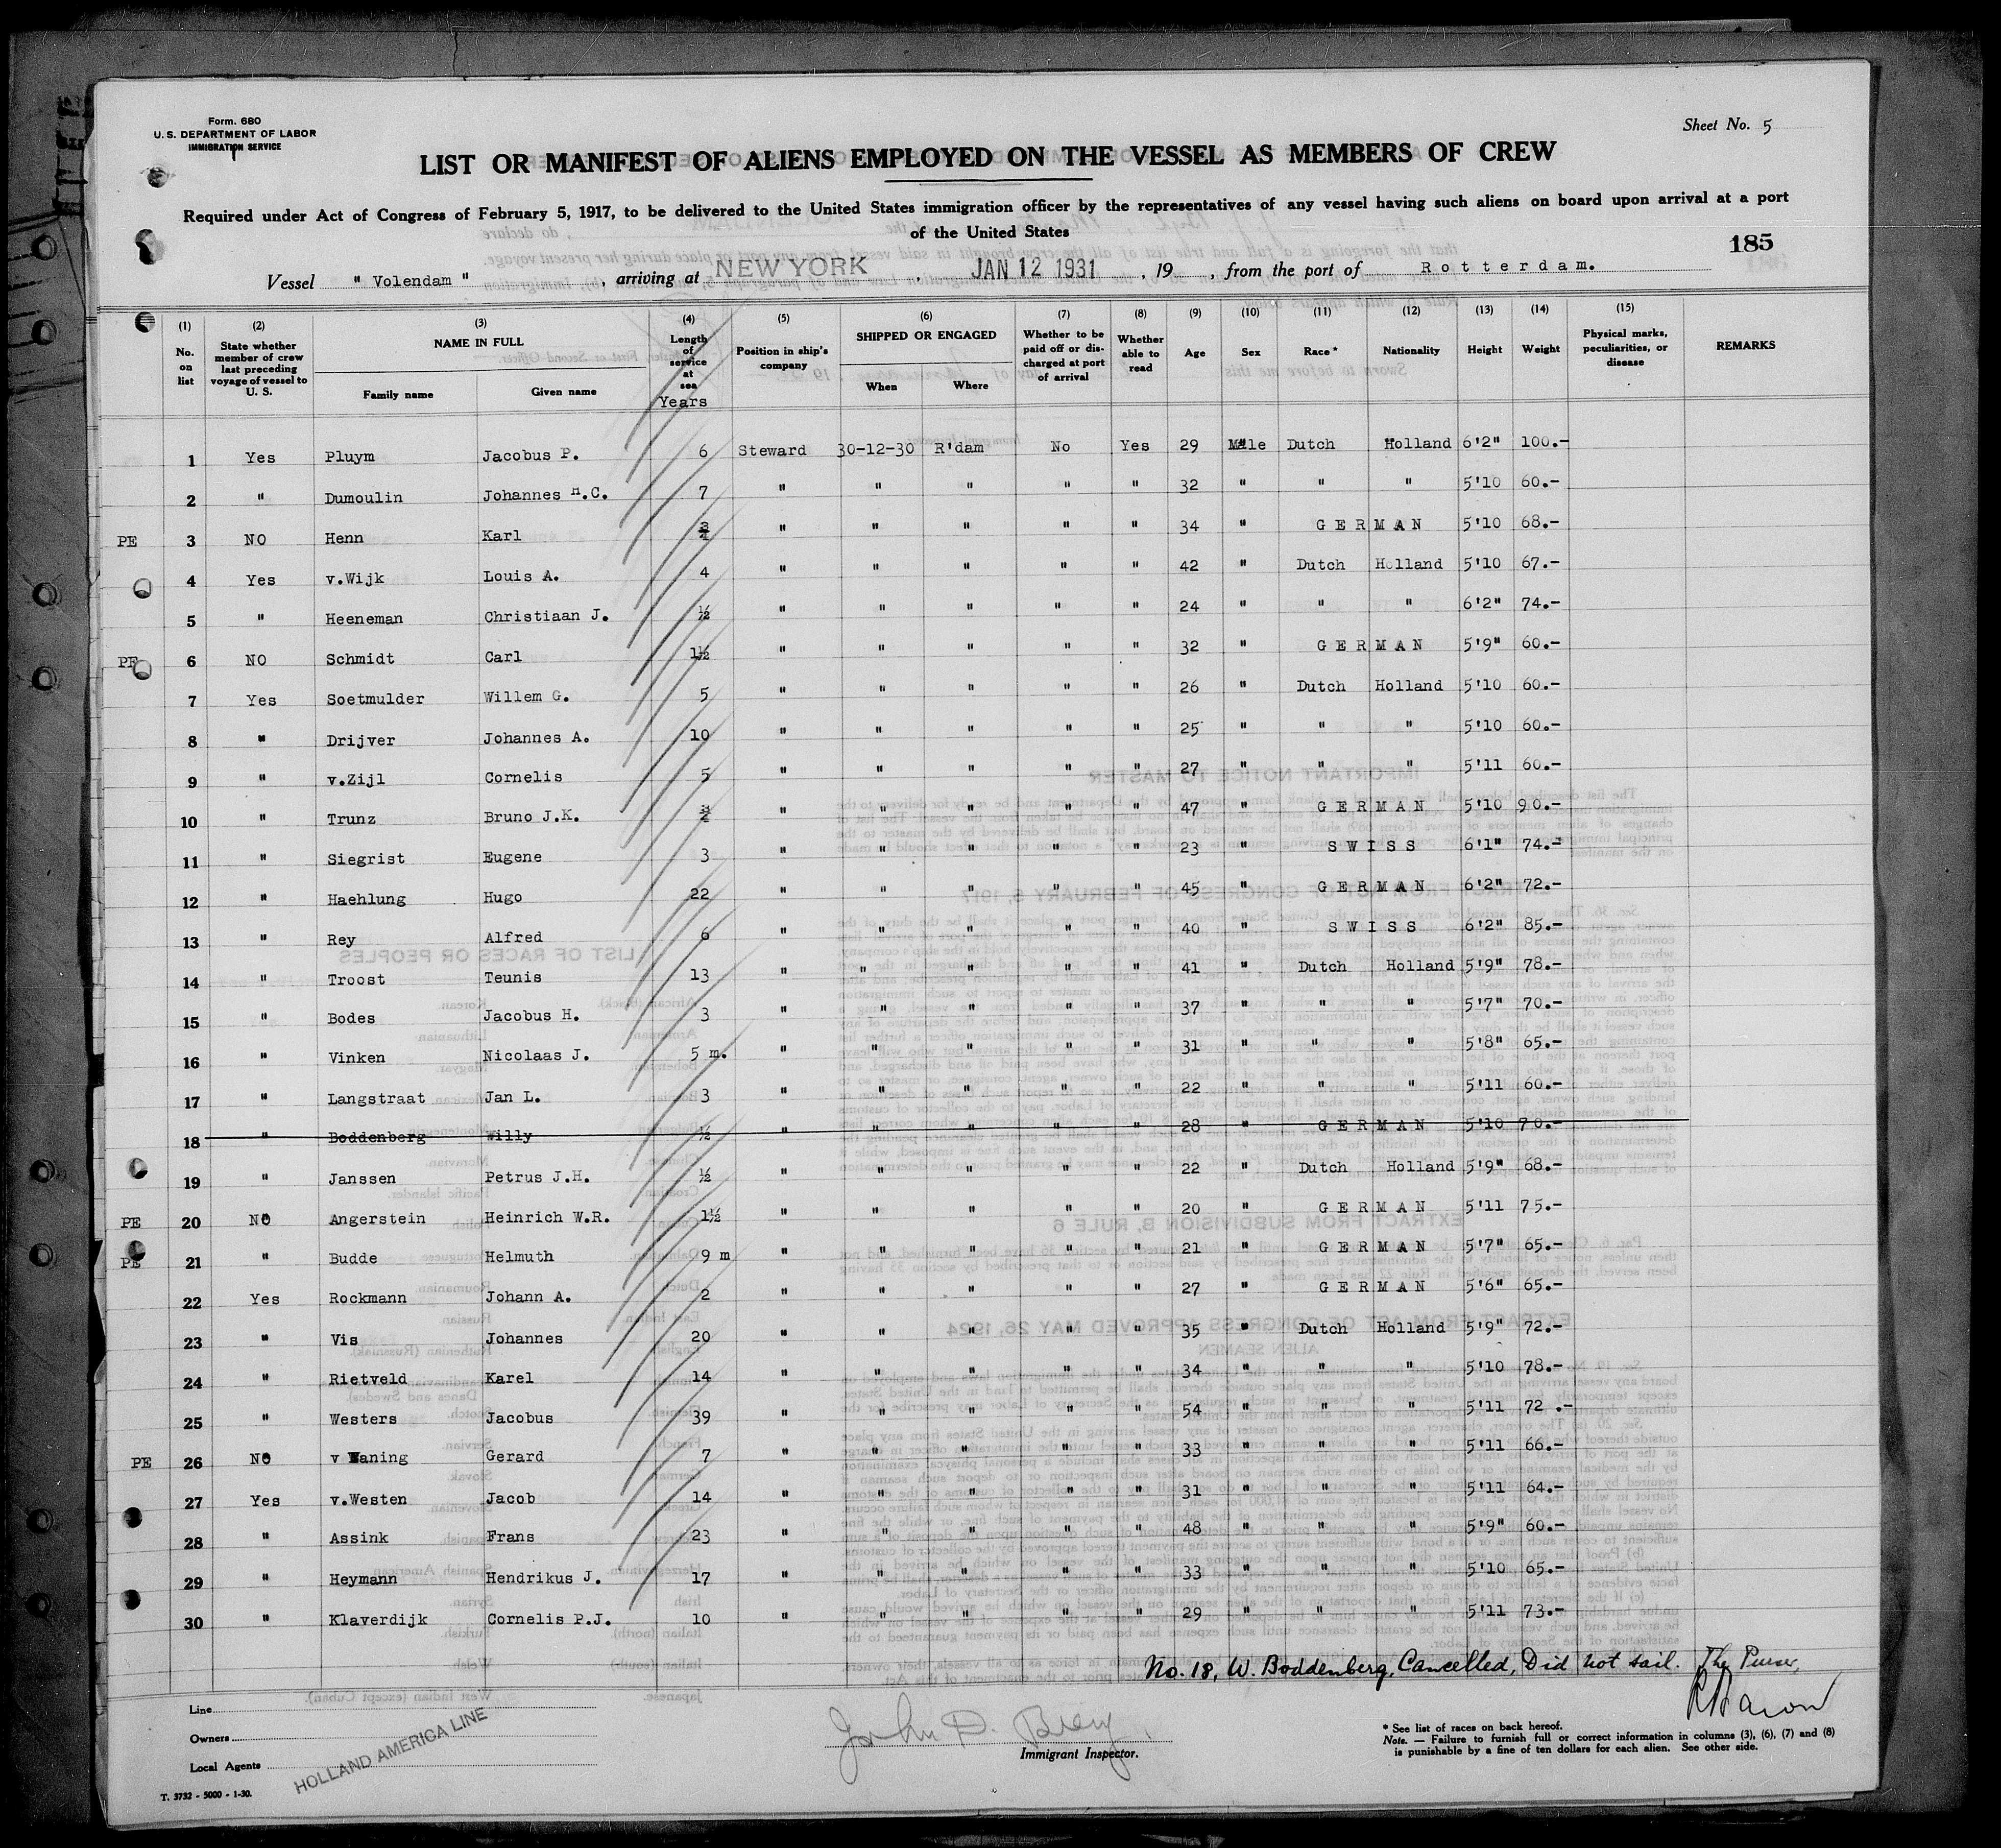 Form. 680
U. S. DEPARTMENT OF LABOR
IMMIGRATION SERVICE
Sheet No. 5
LIST OR MANIFEST OF ALIENS EMPLOYED ON THE VESSEL AS MEMBERS OF CREW
Required under Act of Congress of February 5, 1917, to be delivered to the United States immigration officer by the representatives of any vessel having such aliens on board upon arrival at a port
of the United States
185
Vessel " Volendam " , arriving at NEW YORK , JAN 12 1931 , 19 , from the port of Rotterdam.
(1) No. on list (2) State whether member of crew last preceding voyage of vessel to U. S. (3) NAME IN FULL Family name Given name (4) Length of service at sea Years (5) Position in ship's company (6) SHIPPED OR ENGAGED When Where (7) Whether to be paid off or discharged at port of arrival (8) Whether able to read (9) Age (10) Sex (11) Race* (12) Nationality (13) Height (14) Weight (15) Physical marks, peculiarities, or disease REMARKS
1 Yes Pluym Jacobus P. 6 Steward 30-12-30 R'dam No Yes 29 Male Dutch Holland 6'2" 100.-
2 " Dumoulin Johannes H.C. 7 " " " " " 32 " " " 5'10 60.-
PE 3 NO Henn Karl " " " " " 34 " GERMAN 5'10 68.-
4 Yes v.Wijk Louis A. 4 " " " " " 42 " Dutch Holland 5'10 67.-
5 " Heeneman Christiaan J. ½ " " " " " 24 " " " 6'2" 74.-
PE 6 NO Schmidt Carl 1½ " " " " " 32 " GERMAN 5'9" 60.-
7 Yes Soetmulder Willem G. 5 " " " " " 26 " Dutch Holland 5'10 60.-
8 " Drijver Johannes A. 10 " " " " " 25 " " " 5'10 60.-
9 " v.Zijl Cornelis 5 " " " " " 27 " " " 5'11 60.-
10 " Trunz Bruno J.K. " " " " " 47 " GERMAN 5'10 90.-
11 " Siegrist Eugene 3 " " " " " 23 " SWISS 6'1" 74.-
12 " Haehlung Hugo 22 " " " " " 45 " GERMAN 6'2" 72.-
13 " Rey Alfred 6 " " " " " 40 " SWISS 6'2" 85.-
14 " Troost Teunis 13 " " " " " 41 " Dutch Holland 5'9" 78.-
15 " Bodes Jacobus H. 3 " " " " " 37 " " " 5'7" 70.-
16 " Vinken Nicolaas J. 5 m. " " " " " 31 " " " 5'8" 65.-
17 " Langstraat Jan L. 3 " " " " " 22 " " " 5'11 60.-
18 " Boddenberg Willy ½ " " " " " 28 " GERMAN 5'10 70.-
19 " Janssen Petrus J.H. ½ " " " " " 22 " Dutch Holland 5'9" 68.-
PE 20 NO Angerstein Heinrich W.R. 1½ " " " " " 20 " GERMAN 5'11 75.-
PE 21 " Budde Helmuth 9 m " " " " " 21 " GERMAN 5'7" 65.-
22 Yes Rockmann Johann A. 2 " " " " " 27 " GERMAN 5'6" 65.-
23 " Vis Johannes 20 " " " " " 35 " Dutch Holland 5'9" 72.-
24 " Rietveld Karel 14 " " " " " 34 " " " 5'10 78.-
25 " Westers Jacobus 39 " " " " " 54 " " " 5'11 72 .-
PE 26 NO v Waning Gerard 7 " " " " " 33 " " " 5'11 66.-
27 Yes v.Westen Jacob 14 " " " " " 31 " " " 5'11 64.-
28 " Assink Frans 23 " " " " " 48 " " " 5'9" 60.-
29 " Heymann Hendrikus J. 17 " " " " " 33 " " " 5'10 65.-
30 " Klaverdijk Cornelis P.J. 10 " " " " " 29 " " " 5'11 73.-
No. 18, W. Boddenberg, Cancelled, Did not sail. The Purser,
Line
Owners
Local Agents
HOLLAND AMERICA LINE
John D.
Immigrant Inspector.
* See list of races on back hereof.
Note. — Failure to furnish full or correct information in columns (3), (6), (7) and (8)
is punishable by a fine of ten dollars for each alien. See other side.
T. 3732 - 5000 - 1-30.